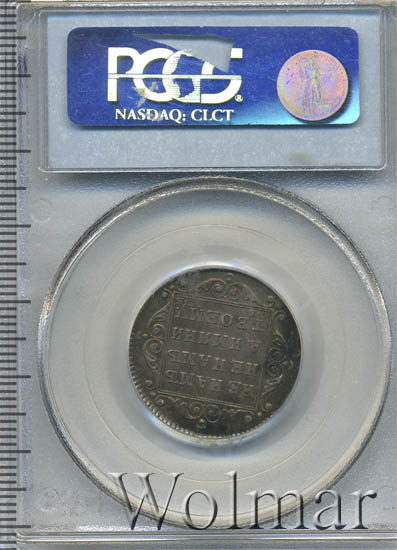 PCGS
NASDAQ: CLCT
НЕ НАМЪ
НЕ НАМЪ
А ИМЯНИ
ТВОЕМУ
Wolmar